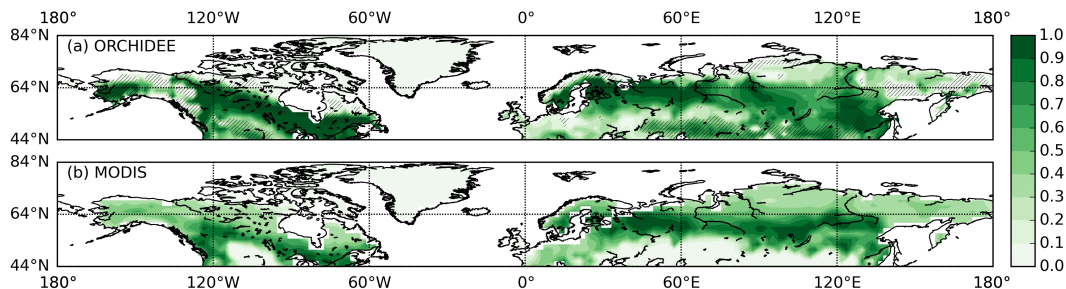 180° 120°W 60°W 0° 60°E 120°E 180°
84°N (a) ORCHIDEE 1.0
0.9
64°N 0.8
0.7
44°N 0.6
84°N (b) MODIS 0.5
0.4
64°N 0.3
0.2
0.1
44°N 0.0
180° 120°W 60°W 0° 60°E 120°E 180°